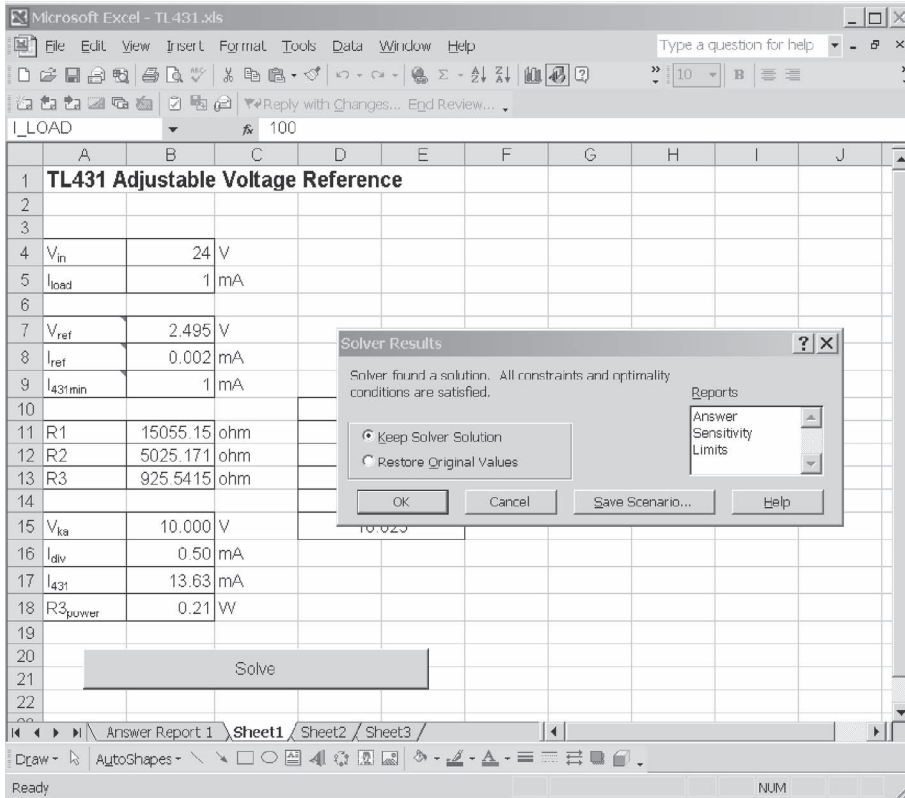 Microsoft Excel - TL431.xls
File Edit View Insert Format Tools Data Window Help Type a question for help
10 B
Reply with Changes... End Review...
I_LOAD fx 100
A B C D E F G H I J
1 TL431 Adjustable Voltage Reference
2
3
4 Vin 24 V
5 Iload 1 mA
6
7 Vref 2.495 V
8 Iref 0.002 mA
9 I431min 1 mA
10
11 R1 15055.15 ohm
12 R2 5025.171 ohm
13 R3 925.5415 ohm
14
15 Vka 10.000 V
16 Idiv 0.50 mA
17 I431 13.63 mA
18 R3power 0.21 W
19
20
21
22
Solve
Solver Results
Solver found a solution. All constraints and optimality
conditions are satisfied.
Reports
Answer
Sensitivity
Limits
Keep Solver Solution
Restore Original Values
OK Cancel Save Scenario... Help
Answer Report 1 Sheet1 Sheet2 Sheet3
Draw AutoShapes
Ready NUM